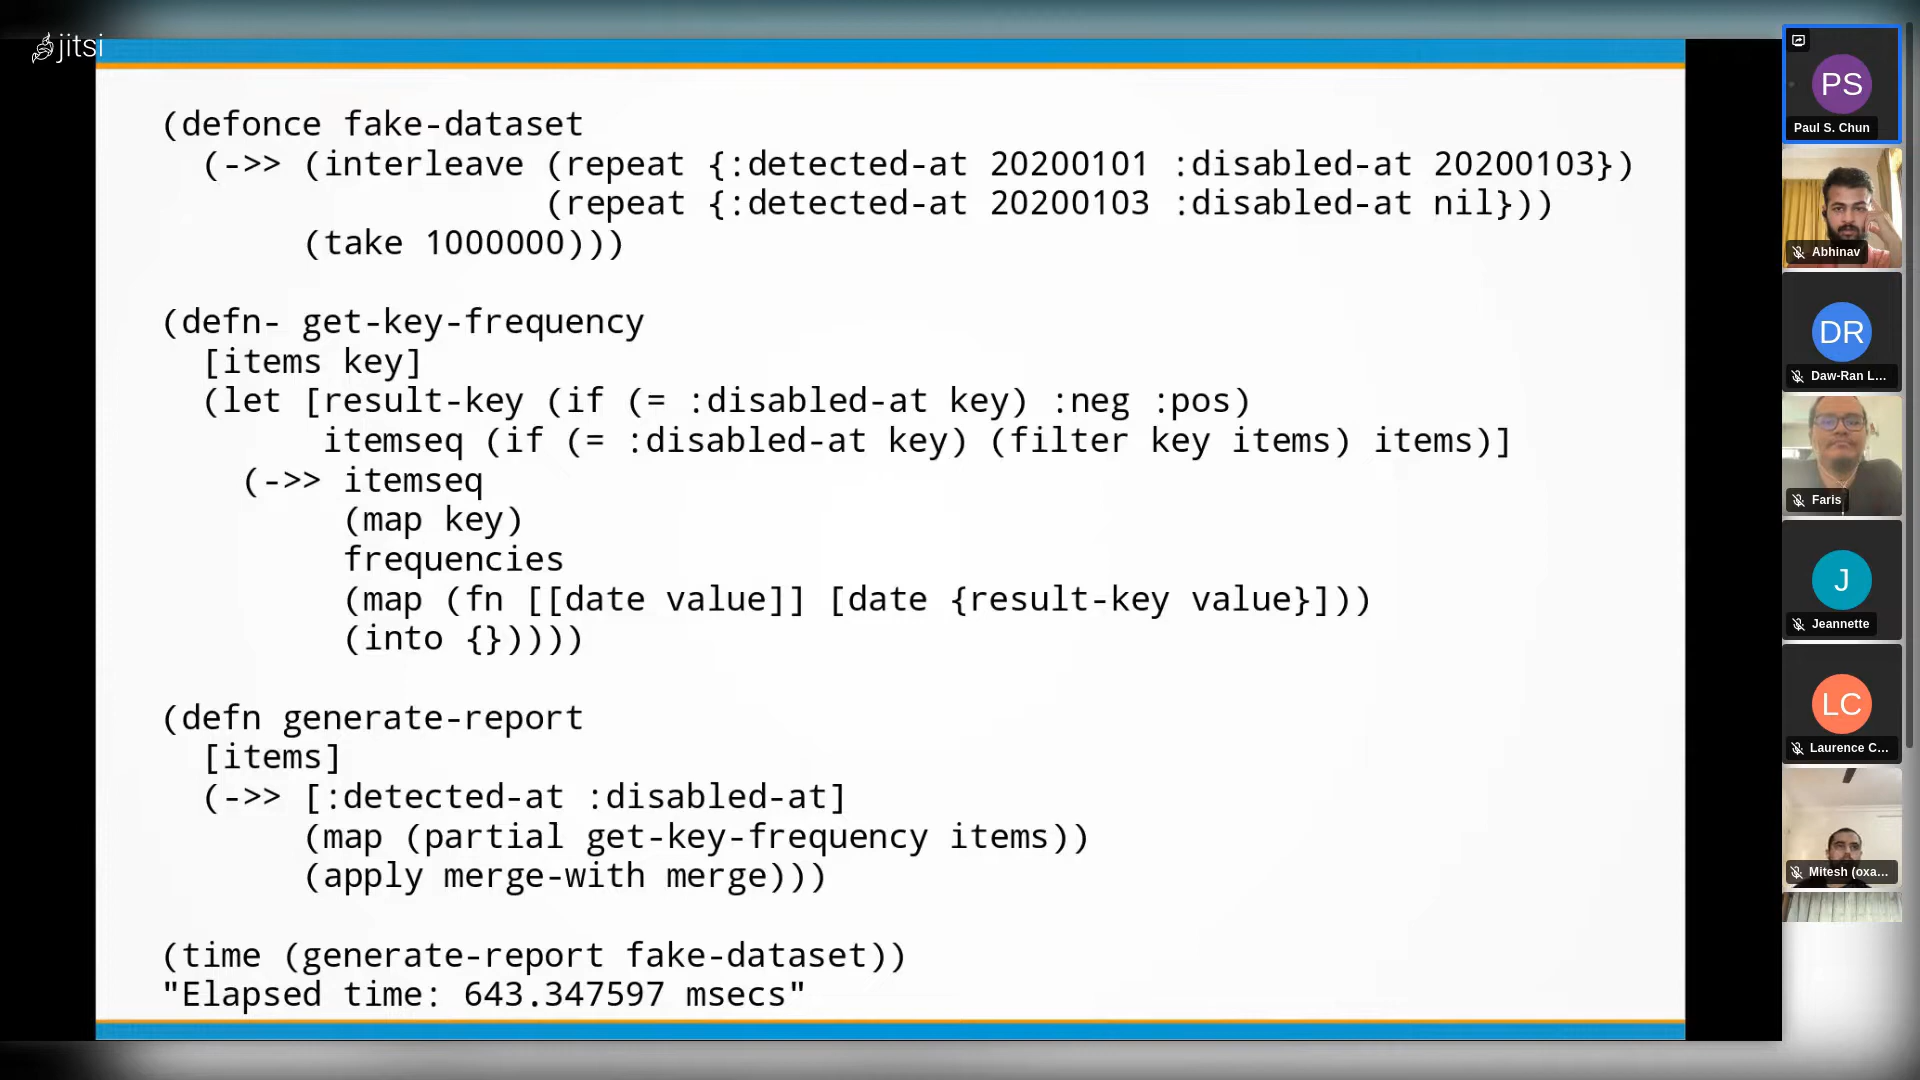 jitsi
(defonce fake-dataset
(->> (interleave (repeat {:detected-at 20200101 :disabled-at 20200103})
(repeat {:detected-at 20200103 :disabled-at nil}))
(take 1000000)))
(defn- get-key-frequency
[items key]
(let [result-key (if (= :disabled-at key) :neg :pos)
itemseq (if (= :disabled-at key) (filter key items) items)]
(->> itemseq
(map key)
frequencies
(map (fn [[date value]] [date {result-key value}]))
(into {}))))
(defn generate-report
[items]
(->> [:detected-at :disabled-at]
(map (partial get-key-frequency items))
(apply merge-with merge)))
(time (generate-report fake-dataset))
"Elapsed time: 643.347597 msecs"
PS
Paul S. Chun
Abhinav
DR
Daw-Ran L...
Faris
J
Jeannette
LC
Laurence C...
Mitesh (oxa...